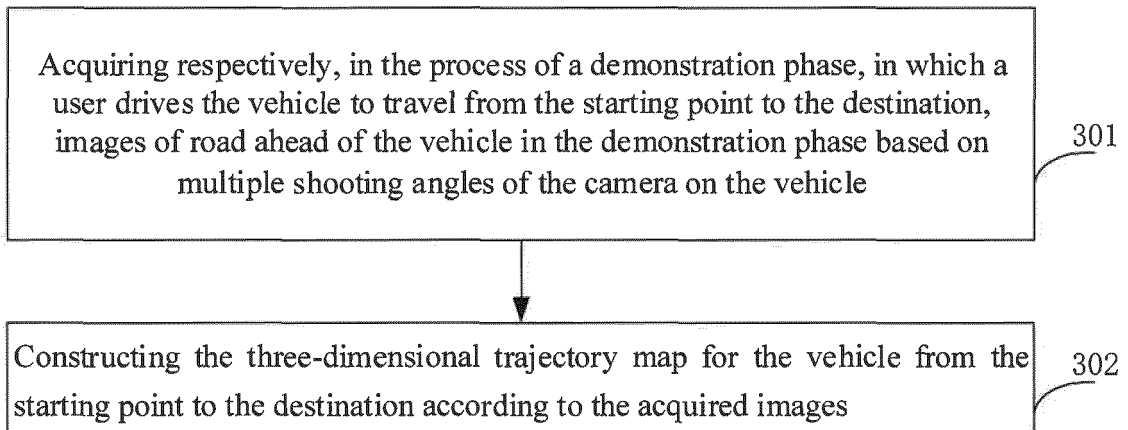 Acquiring respectively, in the process of a demonstration phase, in which a
user drives the vehicle to travel from the starting point to the destination,
images of road ahead of the vehicle in the demonstration phase based on
multiple shooting angles of the camera on the vehicle
301
Constructing the three-dimensional trajectory map for the vehicle from the
starting point to the destination according to the acquired images
302